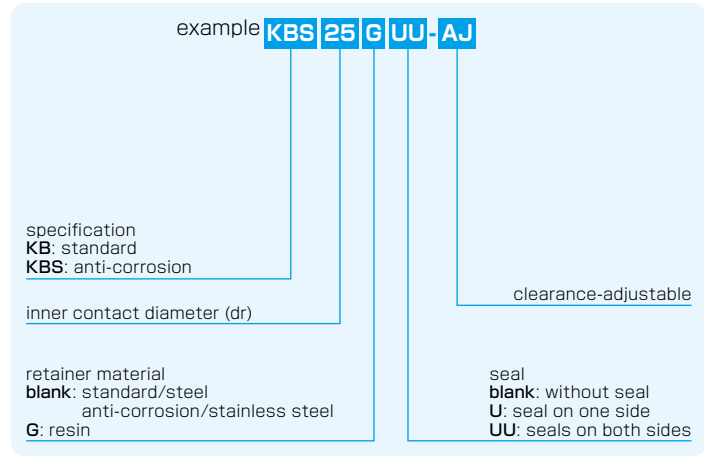 example KBS 25 G UU - AJ
specification
KB: standard
KBS: anti-corrosion
inner contact diameter (dr)
retainer material
blank: standard/steel
anti-corrosion/stainless steel
G: resin
clearance-adjustable
seal
blank: without seal
U: seal on one side
UU: seals on both sides